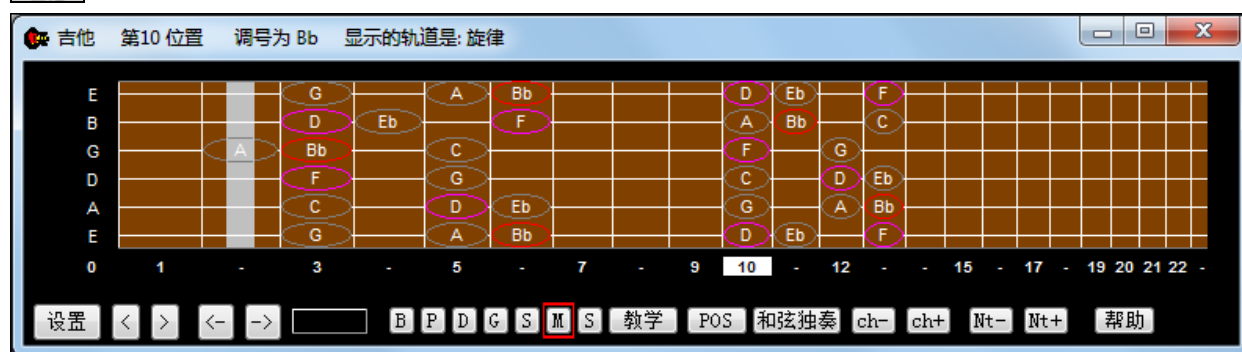 吉他 第10 位置 调号为 Bb 显示的轨道是: 旋律
E G A Bb D Eb F
B D Eb F A Bb C
G A Bb C F G
D F G C D Eb
A C D Eb G A Bb
E G A Bb D Eb F
0 1 - 3 - 5 - 7 - 9 10 - 12 - - 15 - 17 - 19 20 21 22 -
设置 < > <- -> B P D G S M S 教学 POS 和弦独奏 ch- ch+ Nt- Nt+ 帮助